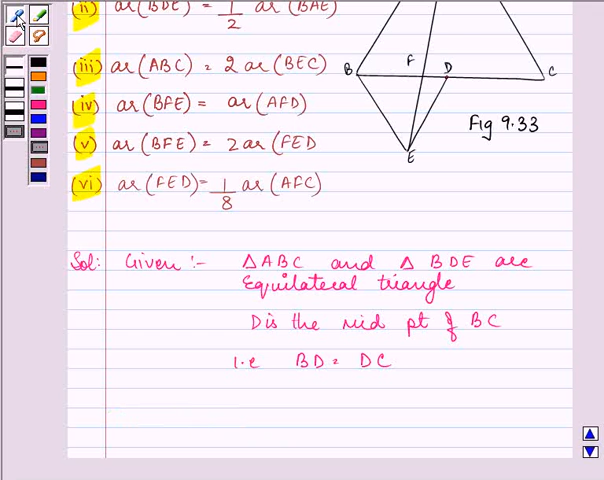 (ii) ar(BDE) = 1/2 ar(BAE)
(iii) ar(ABC) = 2 ar(BEC)
(iv) ar(BFE) = ar(AFD)
(v) ar(BFE) = 2 ar(FED
(vi) ar(FED) = 1/8 ar(AFC)
B F D C
E
Fig 9.33
Sol: Given :- △ABC and △ BDE are
Equilateral triangle
D is the mid pt of BC
i.e BD = DC